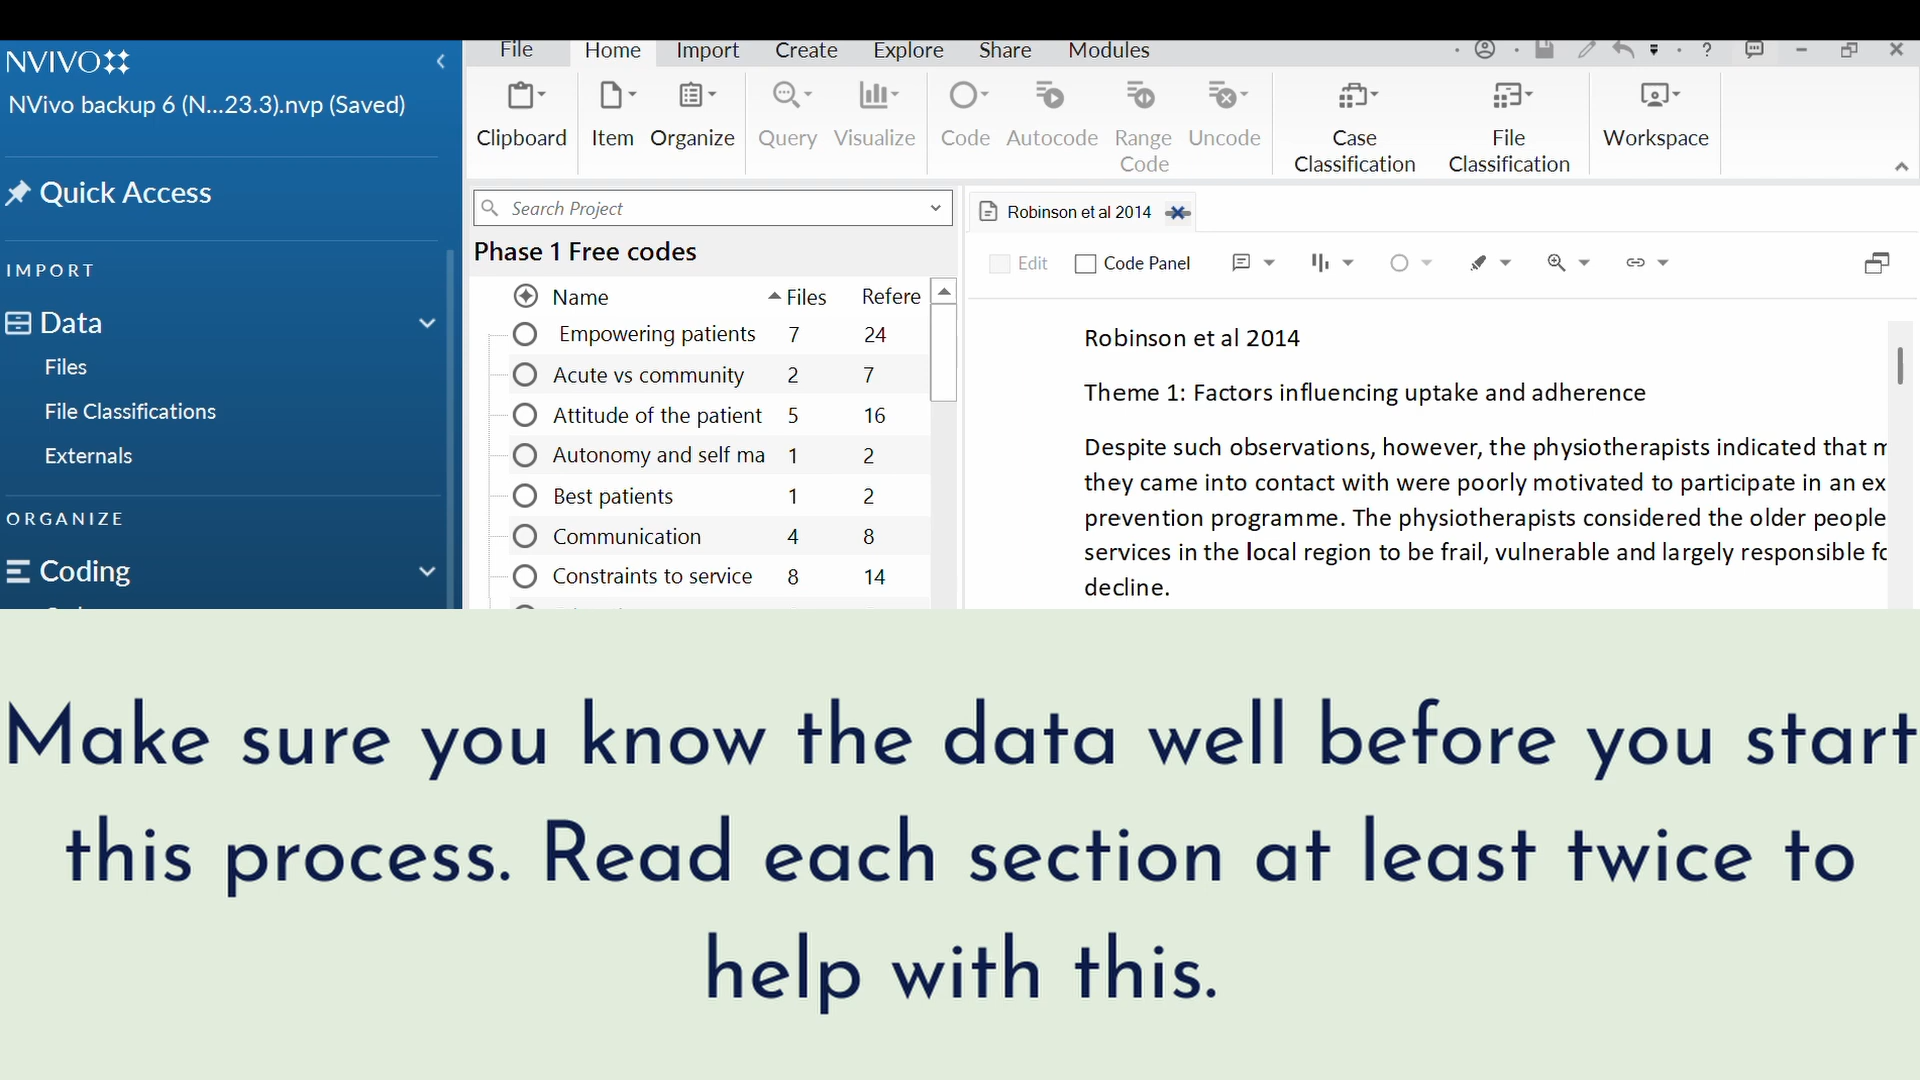 NVIVO
NVivo backup 6 (N...23.3).nvp (Saved)
Quick Access
IMPORT
Data
Files
File Classifications
Externals
ORGANIZE
Coding
File Home Import Create Explore Share Modules
Clipboard Item Organize Query Visualize Code Autocode Range Code Uncode Case Classification File Classification Workspace
Search Project
Phase 1 Free codes
Name Files Refere
Empowering patients 7 24
Acute vs community 2 7
Attitude of the patient 5 16
Autonomy and self ma 1 2
Best patients 1 2
Communication 4 8
Constraints to service 8 14
Robinson et al 2014
Edit Code Panel
Robinson et al 2014
Theme 1: Factors influencing uptake and adherence
Despite such observations, however, the physiotherapists indicated that
they came into contact with were poorly motivated to participate in an ex
prevention programme. The physiotherapists considered the older people
services in the local region to be frail, vulnerable and largely responsible
decline.
Make sure you know the data well before you start
this process. Read each section at least twice to
help with this.